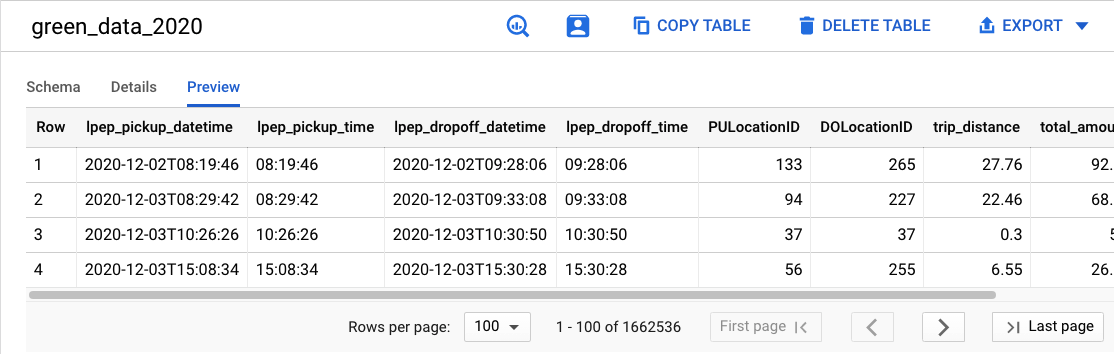 green_data_2020 COPY TABLE DELETE TABLE EXPORT
Schema Details Preview
Row lpep_pickup_datetime lpep_pickup_time lpep_dropoff_datetime lpep_dropoff_time PULocationID DOLocationID trip_distance total_amou
1 2020-12-02T08:19:46 08:19:46 2020-12-02T09:28:06 09:28:06 133 265 27.76 92.
2 2020-12-03T08:29:42 08:29:42 2020-12-03T09:33:08 09:33:08 94 227 22.46 68.
3 2020-12-03T10:26:26 10:26:26 2020-12-03T10:30:50 10:30:50 37 37 0.3 5
4 2020-12-03T15:08:34 15:08:34 2020-12-03T15:30:28 15:30:28 56 255 6.55 26.
Rows per page: 100 1 - 100 of 1662536 First page Last page